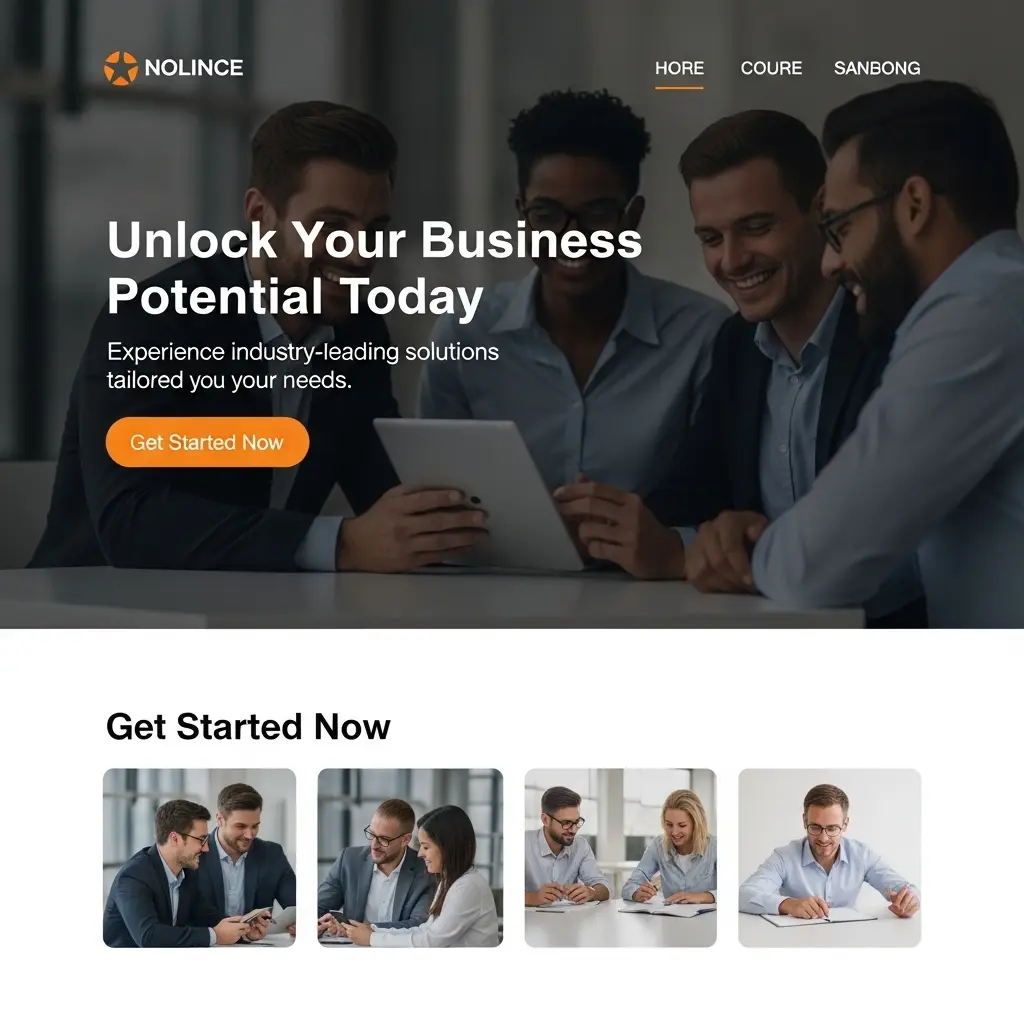 NOLINCE
HORE COURE SANBONG
Unlock Your Business
Potential Today
Experience industry-leading solutions
tailored you your needs.
Get Started Now
Get Started Now